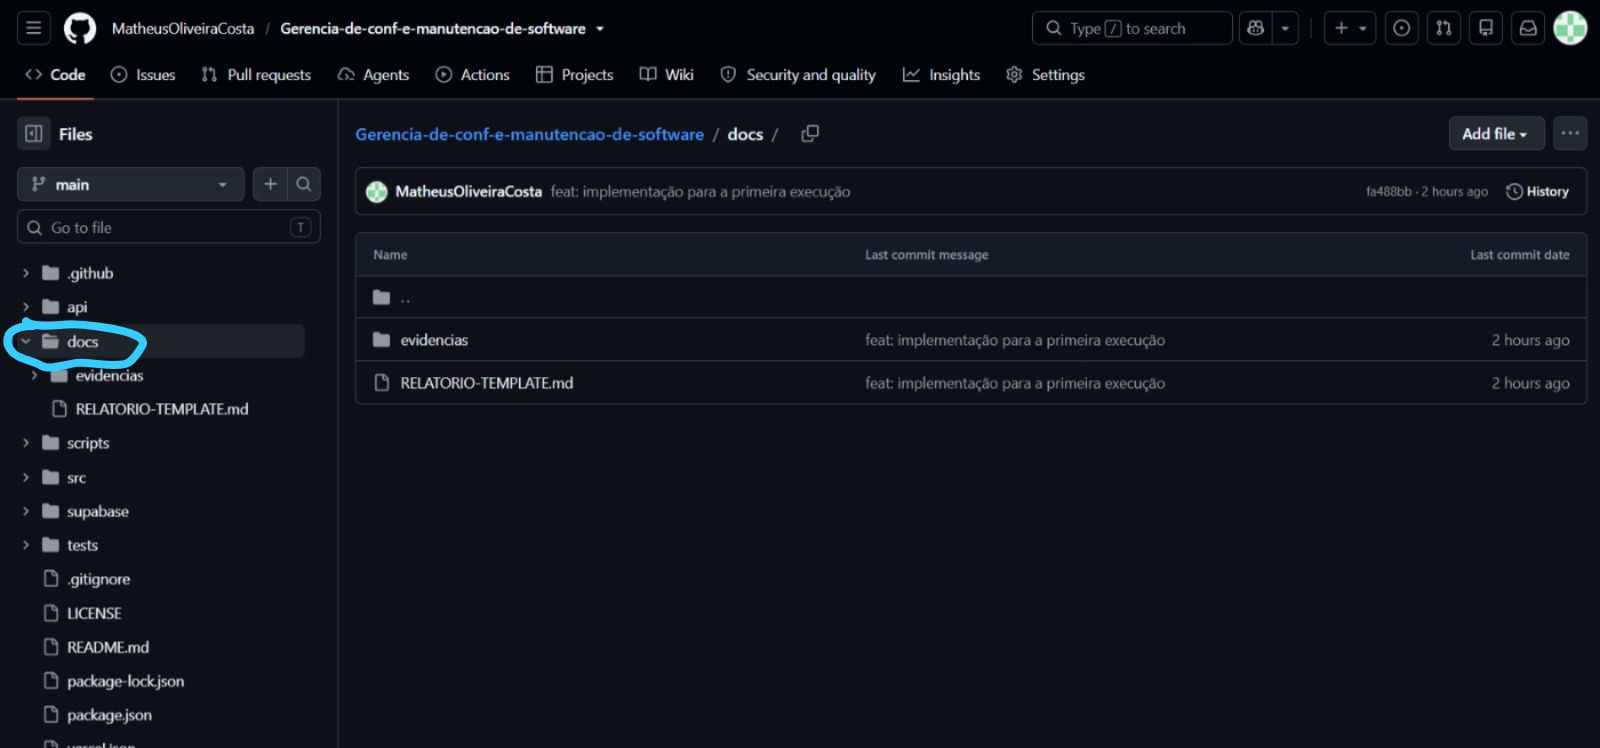 MatheusOliveiraCosta / Gerencia-de-conf-e-manutencao-de-software
Type / to search
Code Issues Pull requests Agents Actions Projects Wiki Security and quality Insights Settings
Files
main
Go to file T
.github
api
docs
evidencias
RELATORIO-TEMPLATE.md
scripts
src
supabase
tests
.gitignore
LICENSE
README.md
package-lock.json
package.json
vercel.json
Gerencia-de-conf-e-manutencao-de-software / docs /
Add file
MatheusOliveiraCosta feat: implementação para a primeira execução fa488bb · 2 hours ago History
Name Last commit message Last commit date
..
evidencias feat: implementação para a primeira execução 2 hours ago
RELATORIO-TEMPLATE.md feat: implementação para a primeira execução 2 hours ago